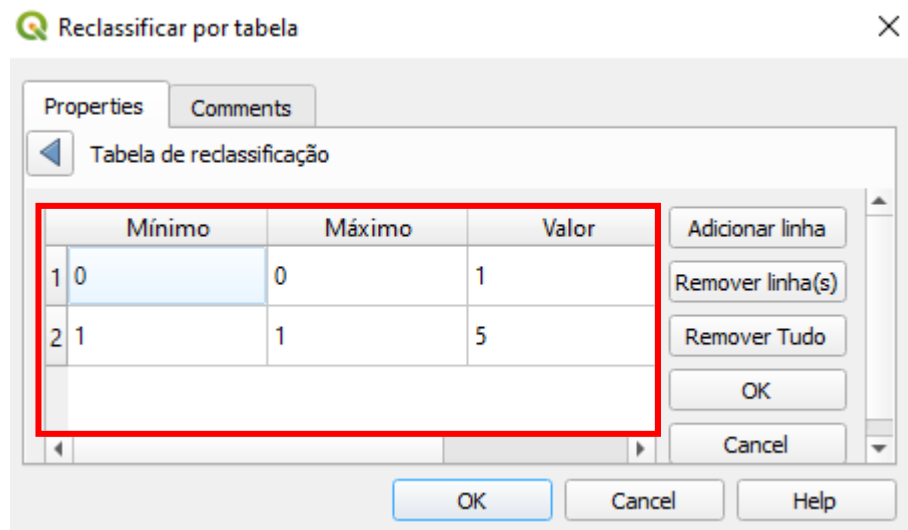 Reclassificar por tabela
Properties Comments
Tabela de reclassificação
Mínimo Máximo Valor Adicionar linha
1 0 0 1 Remover linha(s)
2 1 1 5 Remover Tudo
OK
Cancel
OK Cancel Help